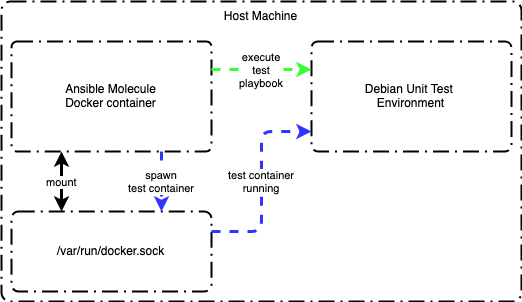 Host Machine
Ansible Molecule
Docker container
execute
test
playbook
Debian Unit Test
Environment
mount
spawn
test container
test container
running
/var/run/docker.sock